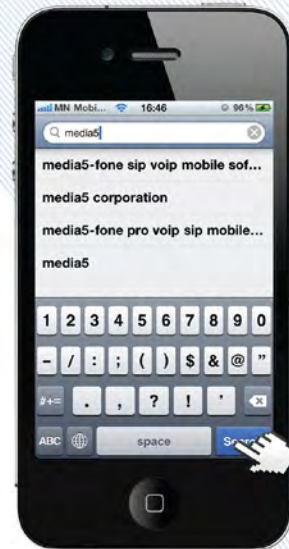 MN Mobi... 16:46 96%
media5
media5-fone sip voip mobile sof...
media5 corporation
media5-fone pro voip sip mobile...
media5
1 2 3 4 5 6 7 8 9 0
- / : ; ( ) $ & @ "
#+= . , ? ! '
ABC space